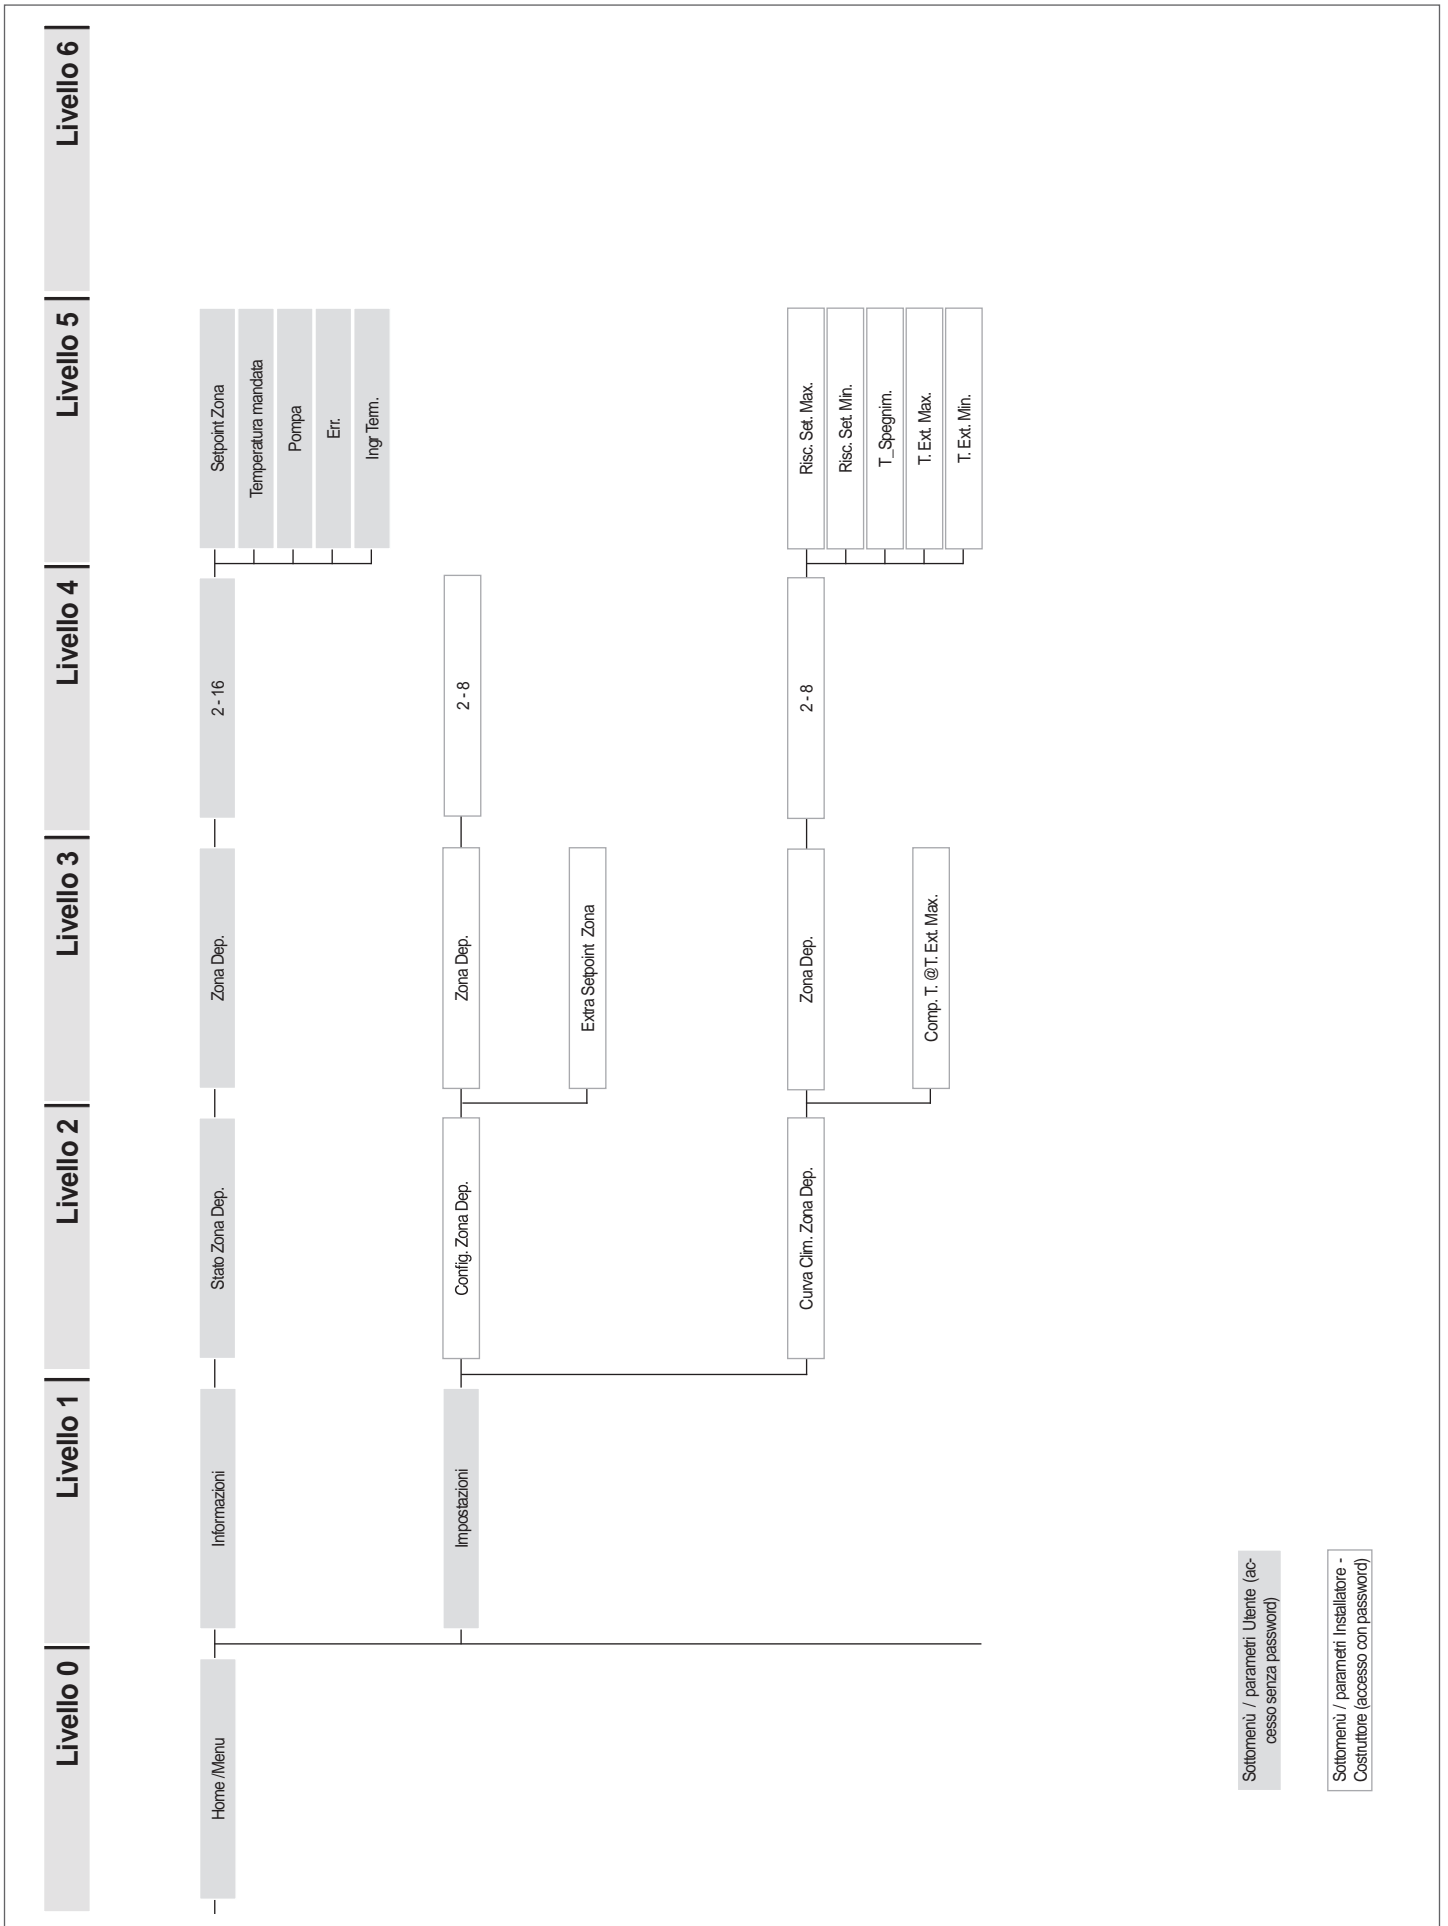 Livello 0
Livello 1
Livello 2
Livello 3
Livello 4
Livello 5
Livello 6
Home /Menu
Informazioni
Stato Zona Dep.
Zona Dep.
2 - 16
Setpoint Zona
Temperatura mandata
Pompa
Err.
Ingr Term.
Impostazioni
Config. Zona Dep.
Zona Dep.
2 - 8
Extra Setpoint Zona
Curva Clim. Zona Dep.
Zona Dep.
2 - 8
Risc. Set. Max.
Risc. Set. Min.
T_Spegnim.
T. Ext. Max.
T. Ext. Min.
Comp. T. @T. Ext. Max.
Sottomenù / parametri Utente (ac-
cesso senza password)
Sottomenù / parametri Installatore -
Costruttore (accesso con password)